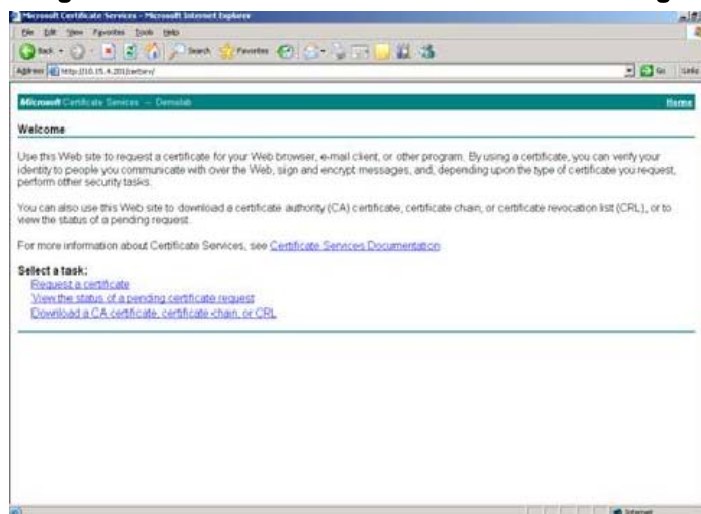 Microsoft Certificate Services - Microsoft Internet Explorer
File Edit View Favorites Tools Help
Back Search Favorites
Address http://10.15.4.201/certsrv/ Go Links
Microsoft Certificate Services -- Demolab Home
Welcome
Use this Web site to request a certificate for your Web browser, e-mail client, or other program. By using a certificate, you can verify your
identity to people you communicate with over the Web, sign and encrypt messages, and, depending upon the type of certificate you request,
perform other security tasks.
You can also use this Web site to download a certificate authority (CA) certificate, certificate chain, or certificate revocation list (CRL), or to
view the status of a pending request.
For more information about Certificate Services, see Certificate Services Documentation.
Select a task:
Request a certificate
View the status of a pending certificate request
Download a CA certificate, certificate chain, or CRL
Internet